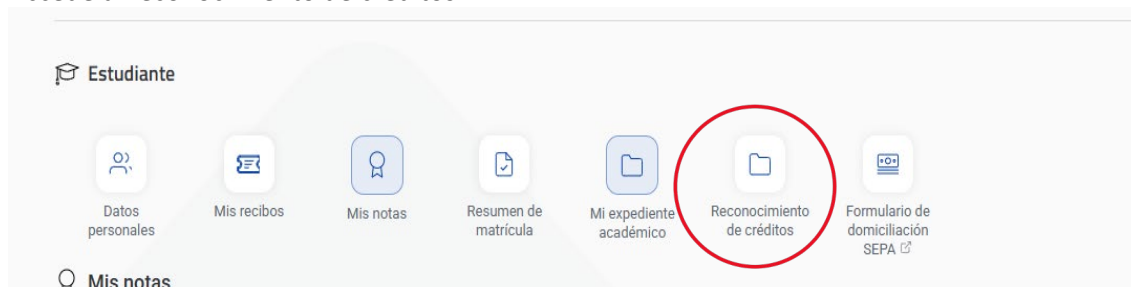 Estudiante
Datos personales
Mis recibos
Mis notas
Resumen de matrícula
Mi expediente académico
Reconocimiento de créditos
Formulario de domiciliación SEPA
Mis notas